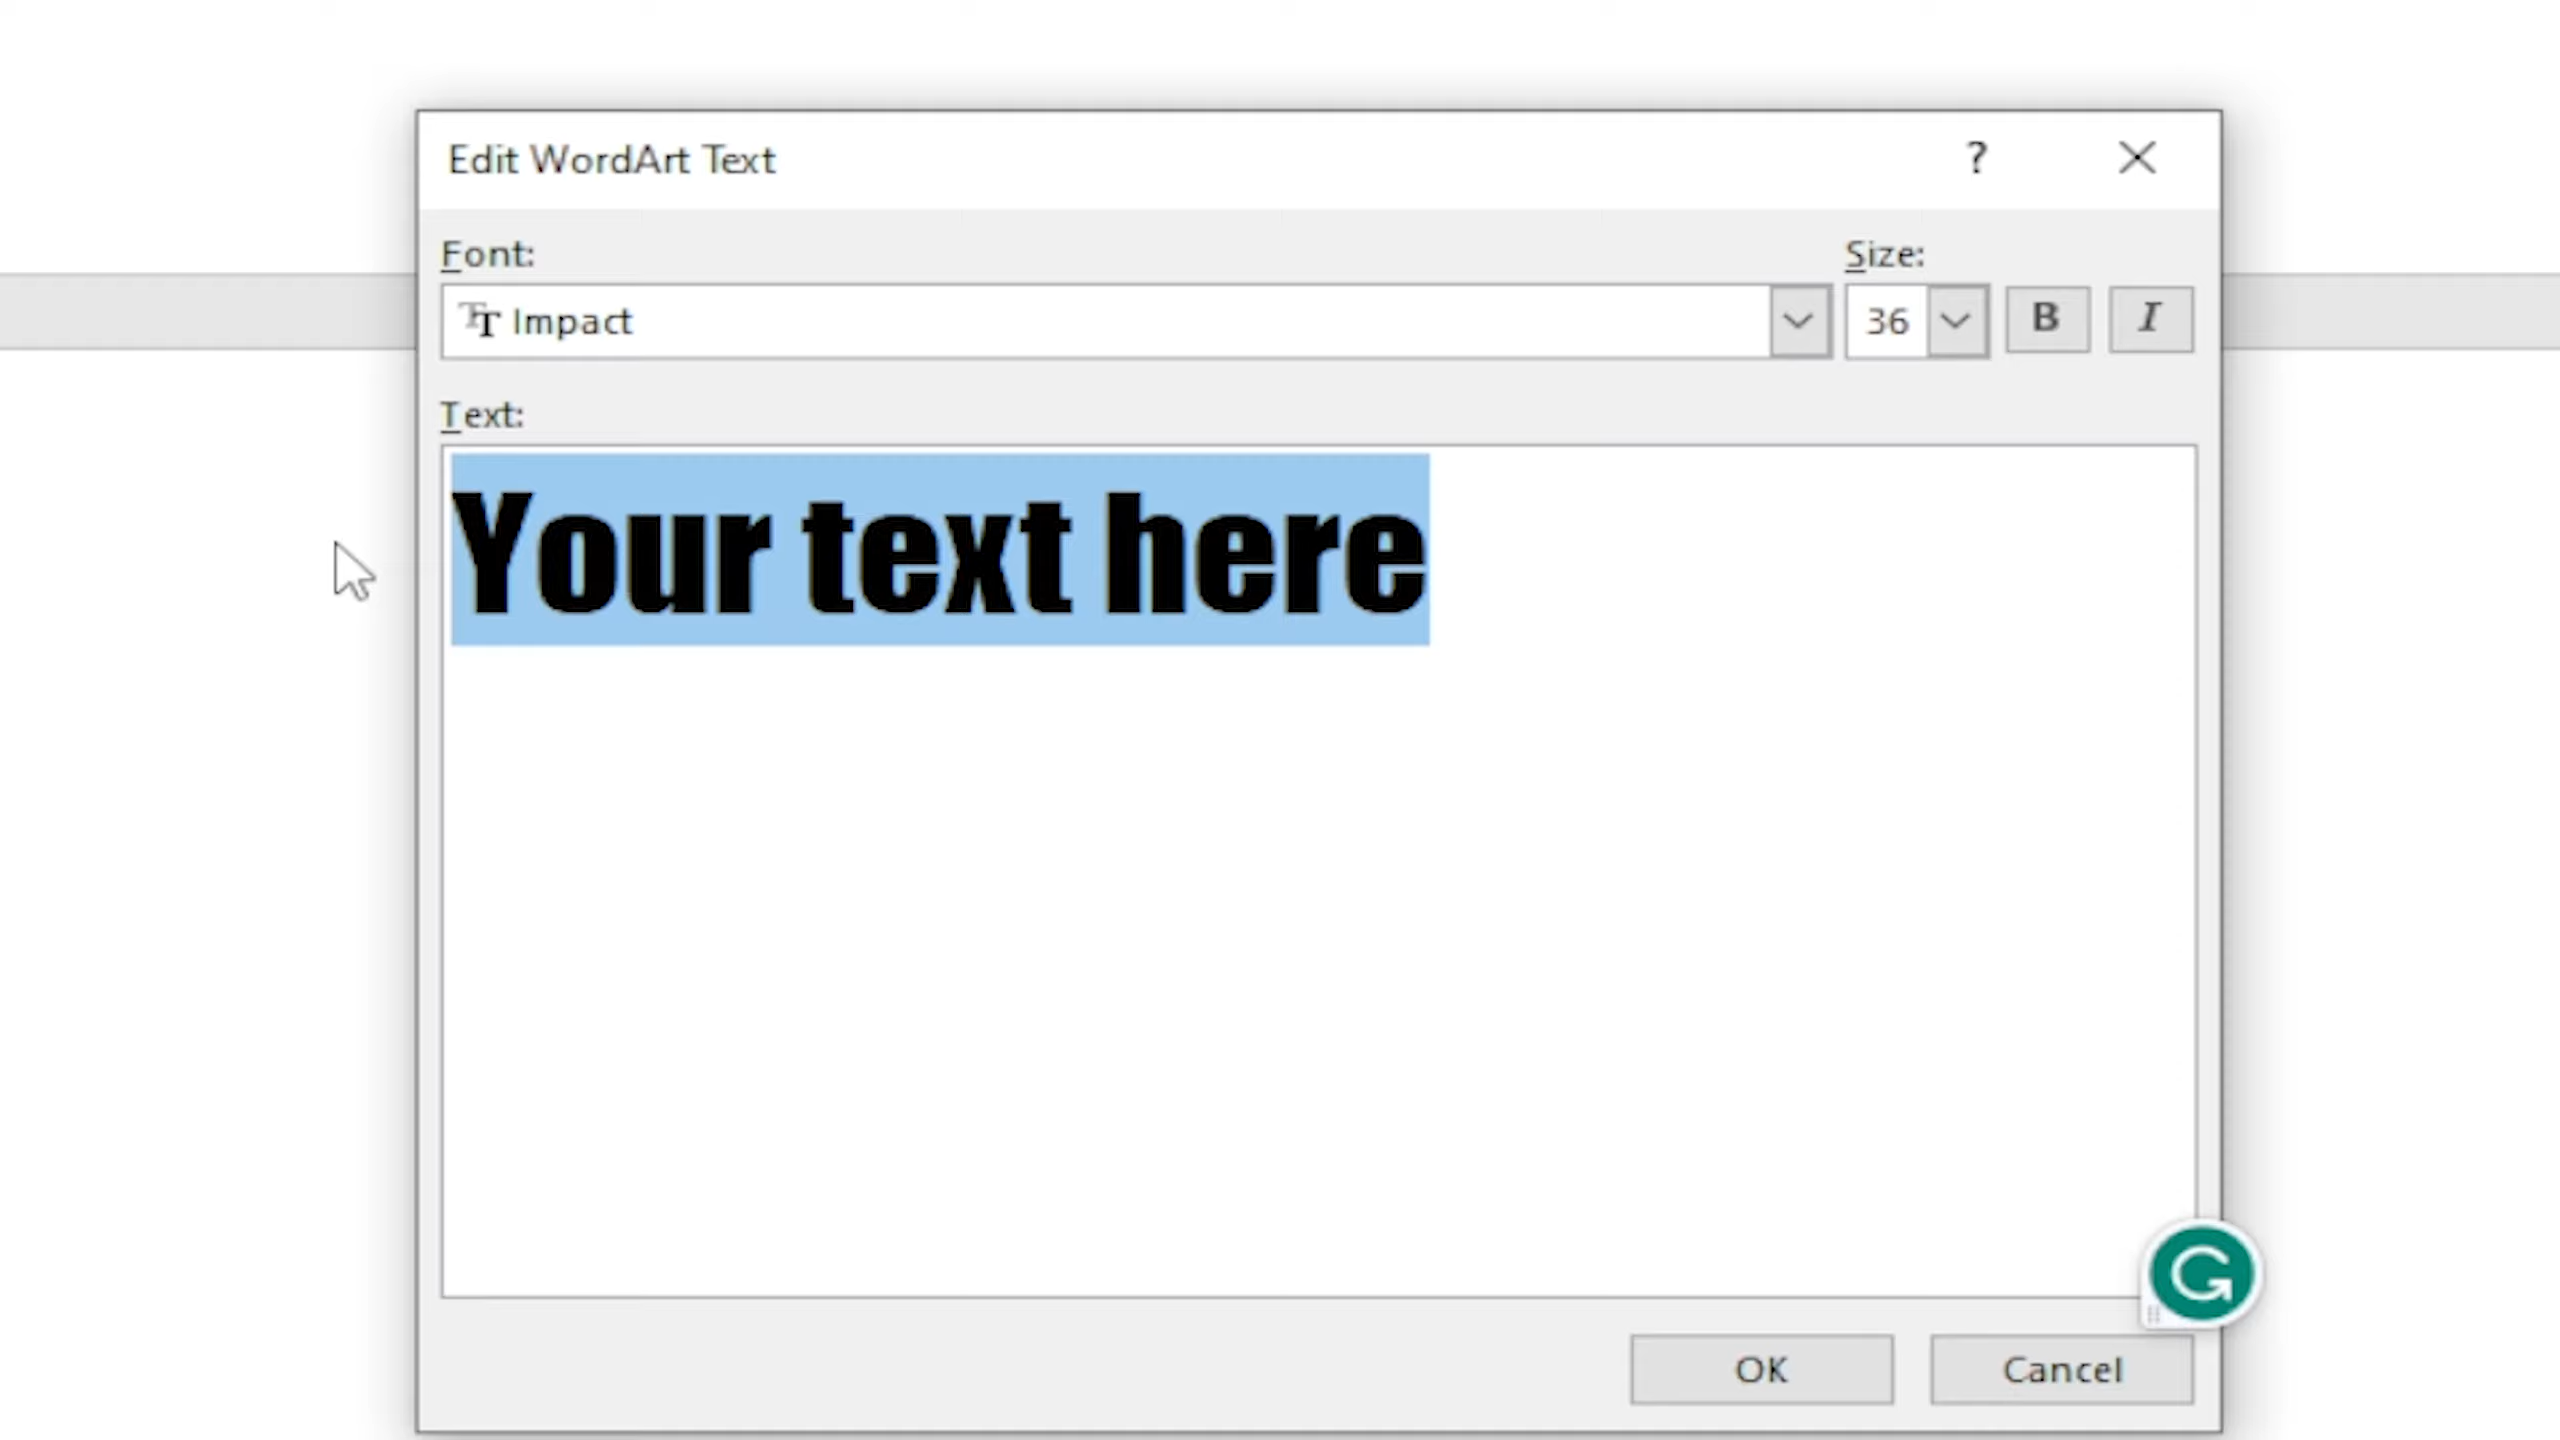 Edit WordArt Text ?
Font: Size:
Impact 36 B I
Text:
Your text here
OK Cancel